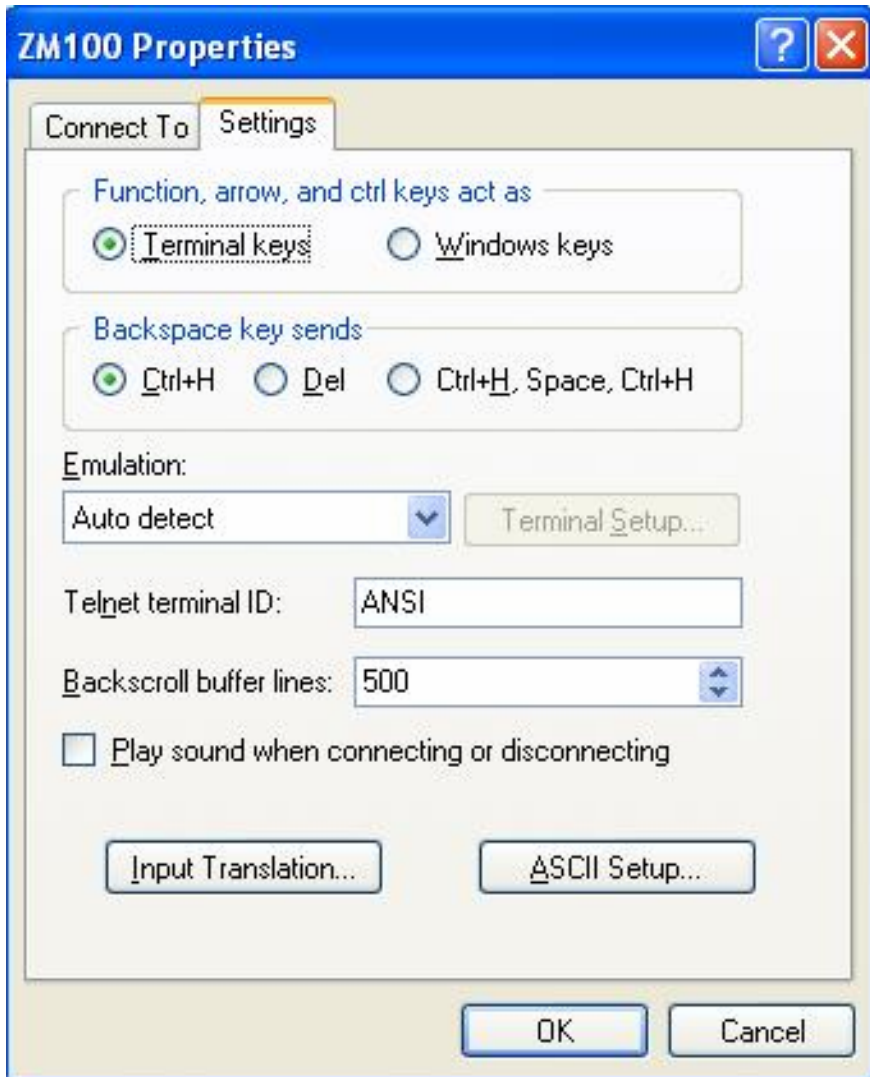 ZM100 Properties
Connect To Settings
Function, arrow, and ctrl keys act as
Terminal keys Windows keys
Backspace key sends
Ctrl+H Del Ctrl+H, Space, Ctrl+H
Emulation:
Auto detect Terminal Setup...
Telnet terminal ID: ANSI
Backscroll buffer lines: 500
Play sound when connecting or disconnecting
Input Translation... ASCII Setup...
OK Cancel